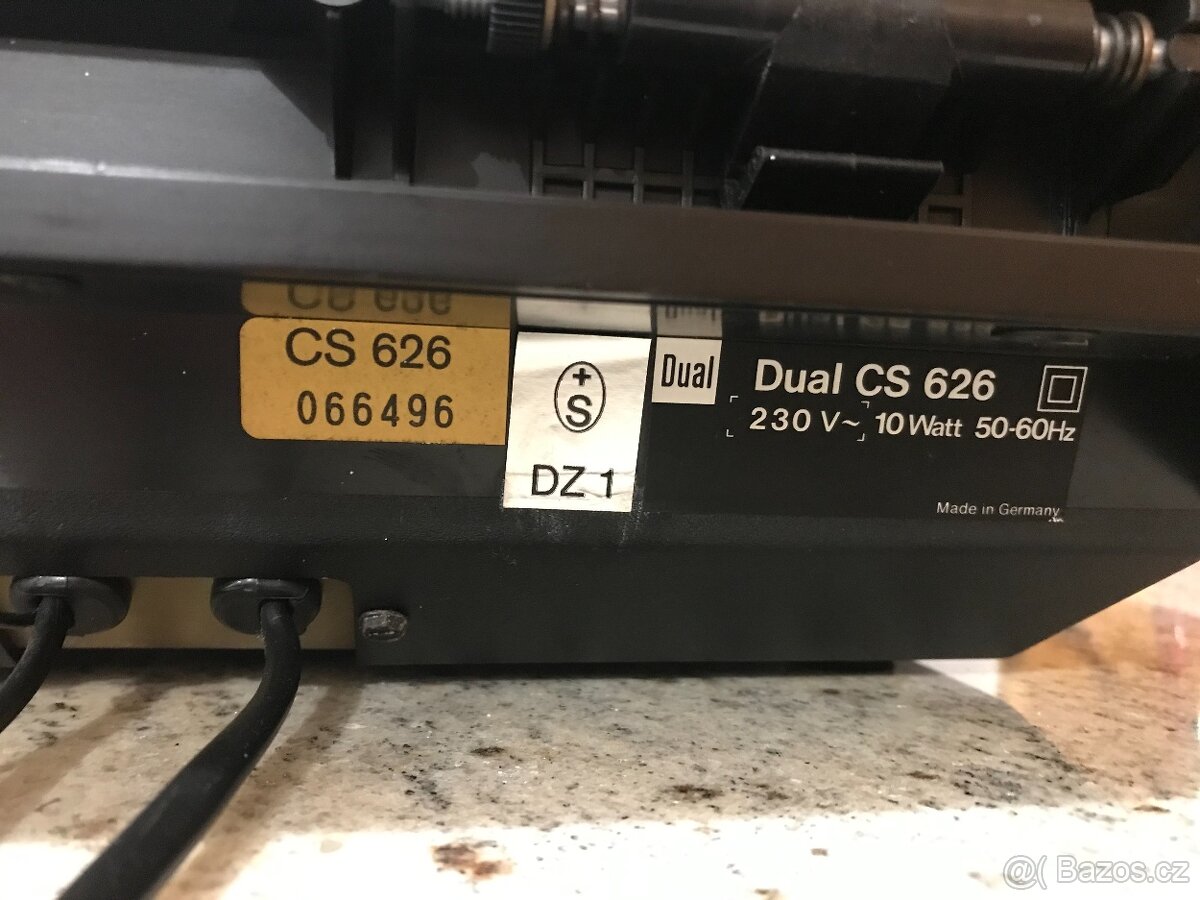 CS 626
066496
+
S
DZ 1
Dual
Dual CS 626
230 V~ 10 Watt 50-60Hz
Made in Germany
@( Bazos.cz